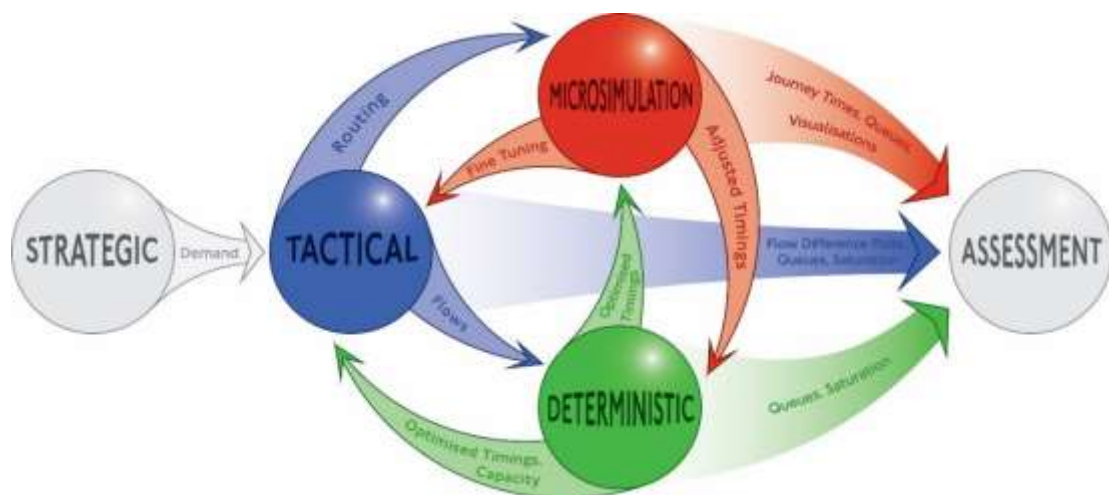 STRATEGIC
Demand
TACTICAL
Routing
Fine Tuning
Flows
MICROSIMULATION
Adjusted Timings
Optimised
Timings
DETERMINISTIC
Optimised Timings,
Capacity
Journey Times, Queues,
Visualisations
Flow Difference Plots,
Queues, Saturation
Queues, Saturation
ASSESSMENT